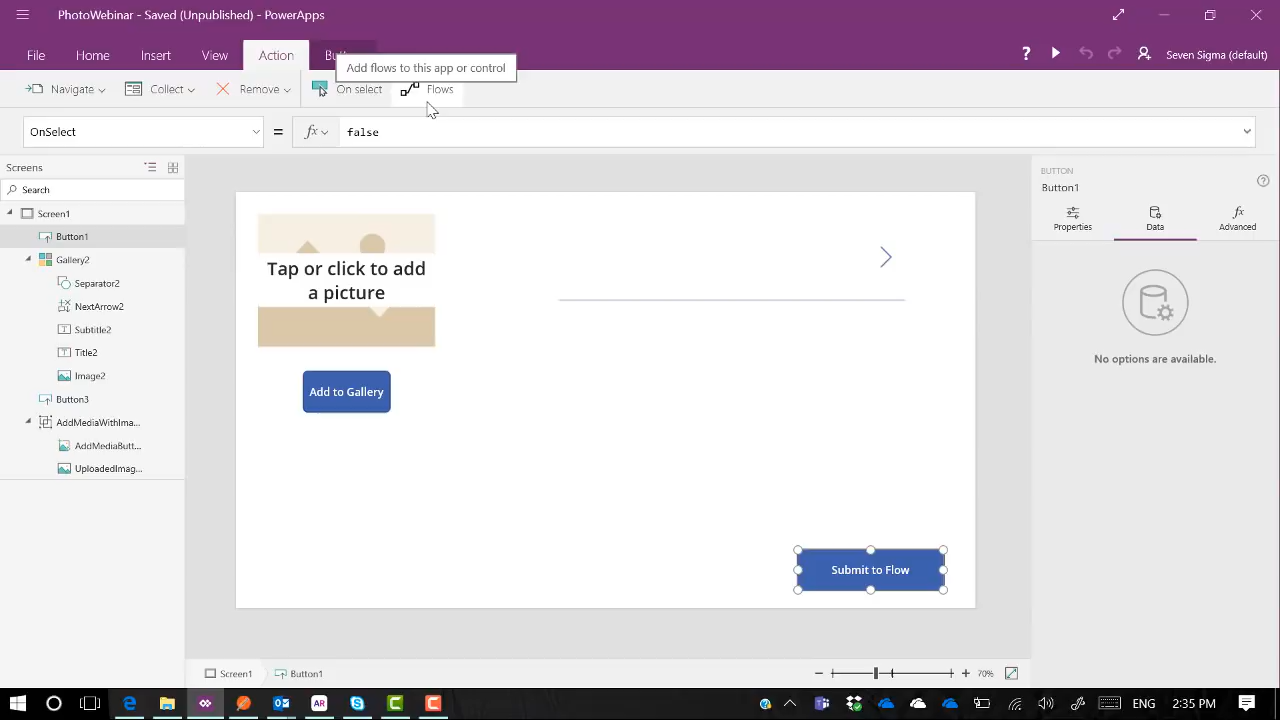 PhotoWebinar - Saved (Unpublished) - PowerApps
File Home Insert View Action
Seven Sigma (default)
Add flows to this app or control
Navigate Collect Remove On select Flows
OnSelect = fx false
Screens
Search
Screen1
Button1
Gallery2
Separator2
NextArrow2
Subtitle2
Title2
Image2
Button3
AddMediaWithIma...
AddMediaButt...
UploadedImag...
Tap or click to add
a picture
Add to Gallery
Submit to Flow
BUTTON
Button1
Properties Data Advanced
No options are available.
Screen1 Button1 70%
ENG 2:35 PM